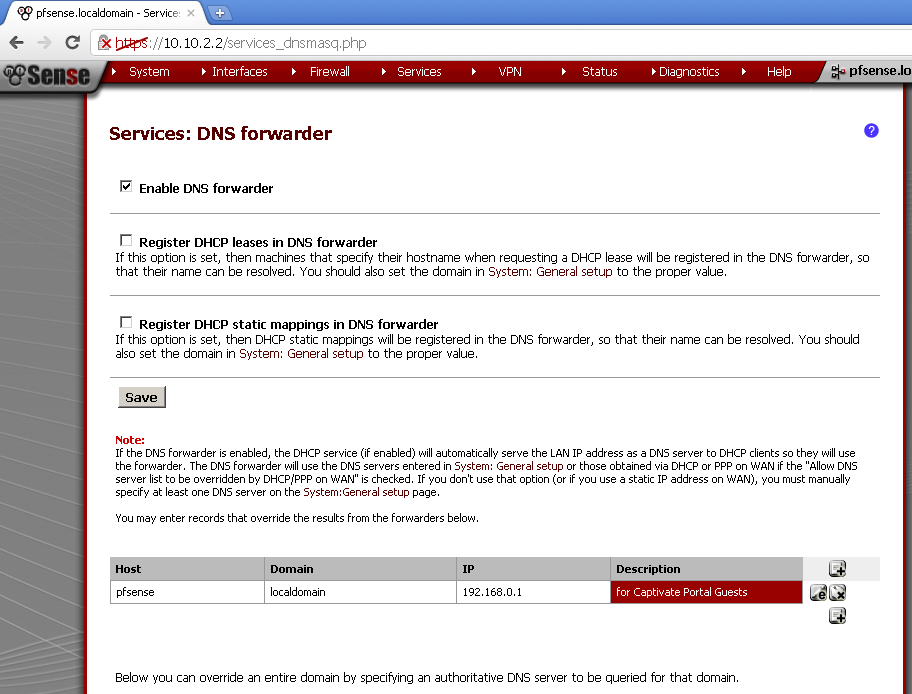 pfsense.localdomain - Service:
https://10.10.2.2/services_dnsmasq.php
Sense System Interfaces Firewall Services VPN Status Diagnostics Help pfsense.lo
Services: DNS forwarder
?
Enable DNS forwarder
Register DHCP leases in DNS forwarder
If this option is set, then machines that specify their hostname when requesting a DHCP lease will be registered in the DNS forwarder, so
that their name can be resolved. You should also set the domain in System: General setup to the proper value.
Register DHCP static mappings in DNS forwarder
If this option is set, then DHCP static mappings will be registered in the DNS forwarder, so that their name can be resolved. You should
also set the domain in System: General setup to the proper value.
Save
Note:
If the DNS forwarder is enabled, the DHCP service (if enabled) will automatically serve the LAN IP address as a DNS server to DHCP clients so they will use
the forwarder. The DNS forwarder will use the DNS servers entered in System: General setup or those obtained via DHCP or PPP on WAN if the "Allow DNS
server list to be overridden by DHCP/PPP on WAN" is checked. If you don't use that option (or if you use a static IP address on WAN), you must manually
specify at least one DNS server on the System:General setup page.
You may enter records that override the results from the forwarders below.
Host Domain IP Description
pfsense localdomain 192.168.0.1 for Captivate Portal Guests
Below you can override an entire domain by specifying an authoritative DNS server to be queried for that domain.